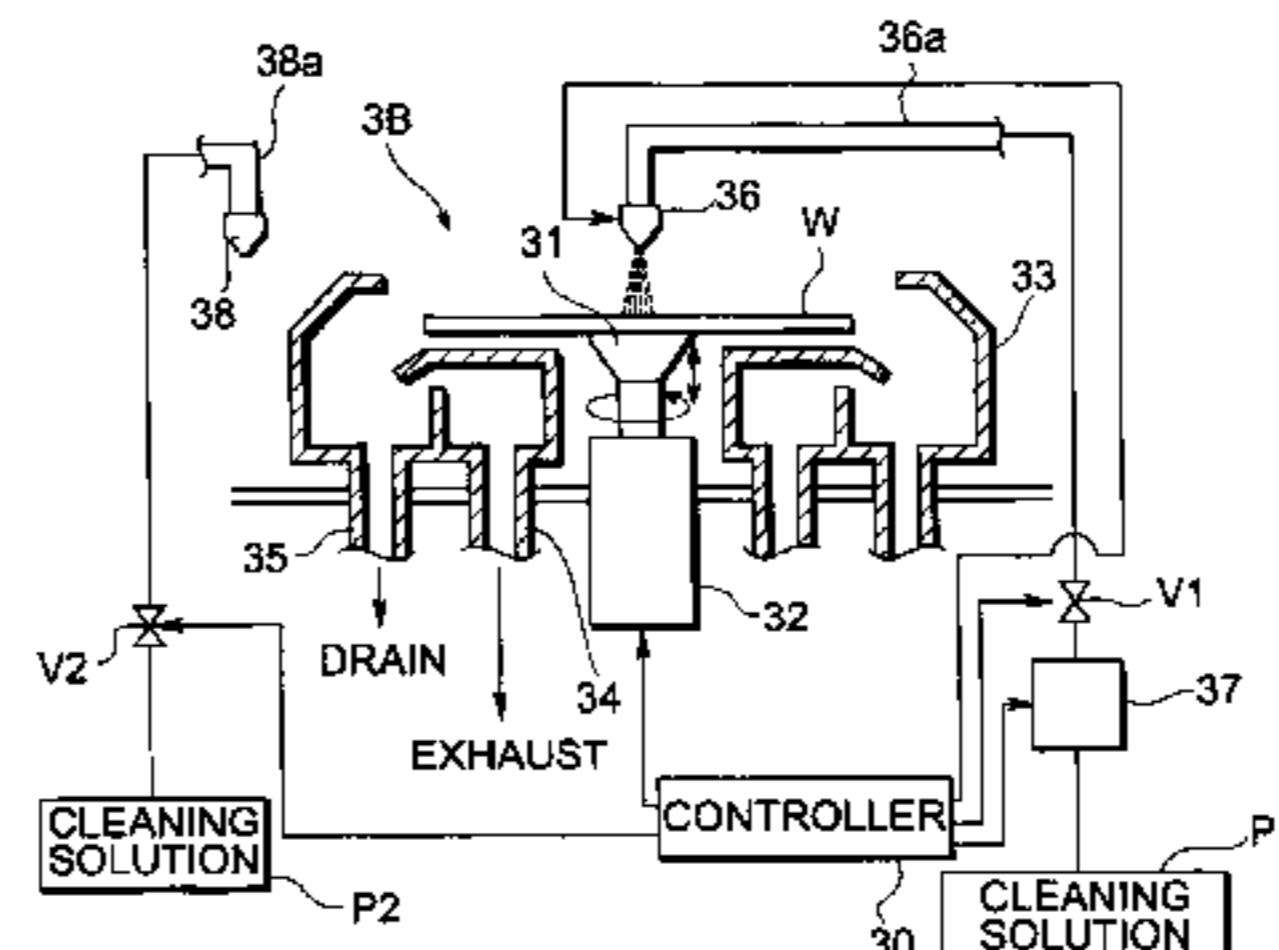 36a
38a
3B
36
W
31
33
38
35
32
V1
V2
DRAIN
34
37
EXHAUST
CONTROLLER
CLEANING
SOLUTION
P
P2
30
CLEANING
SOLUTION